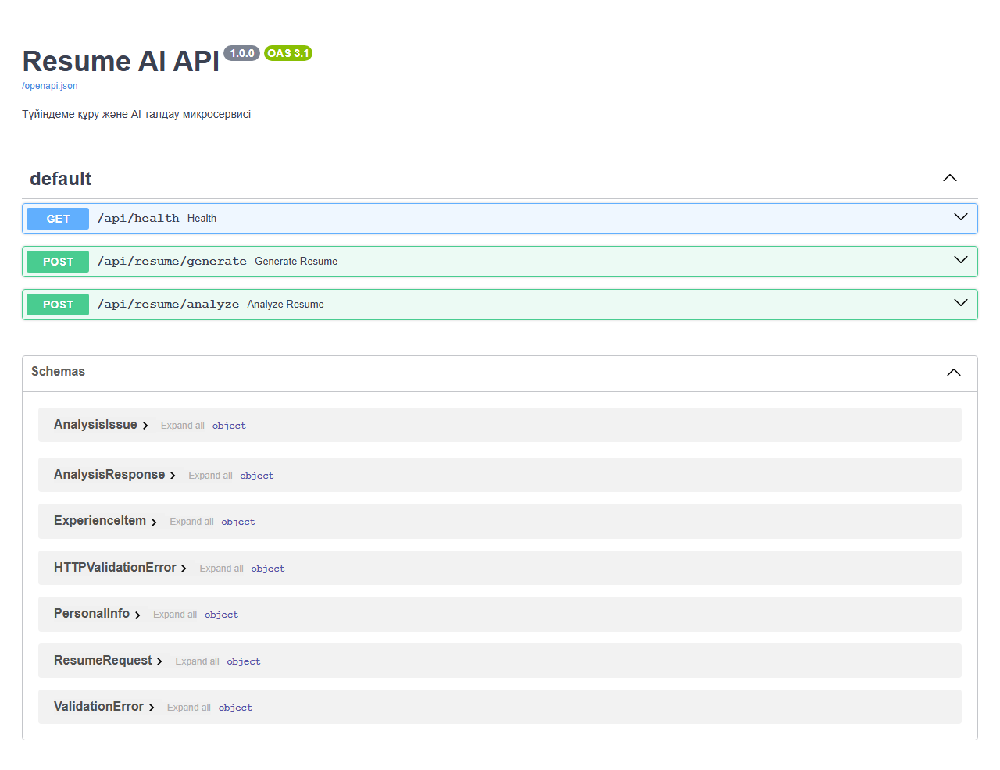 Resume AI API 1.0.0 OAS 3.1
/openapi.json
Түйіндеме құру және AI талдау микросервисі
default
GET /api/health Health
POST /api/resume/generate Generate Resume
POST /api/resume/analyze Analyze Resume
Schemas
AnalysisIssue Expand all object
AnalysisResponse Expand all object
ExperienceItem Expand all object
HTTPValidationError Expand all object
PersonalInfo Expand all object
ResumeRequest Expand all object
ValidationError Expand all object